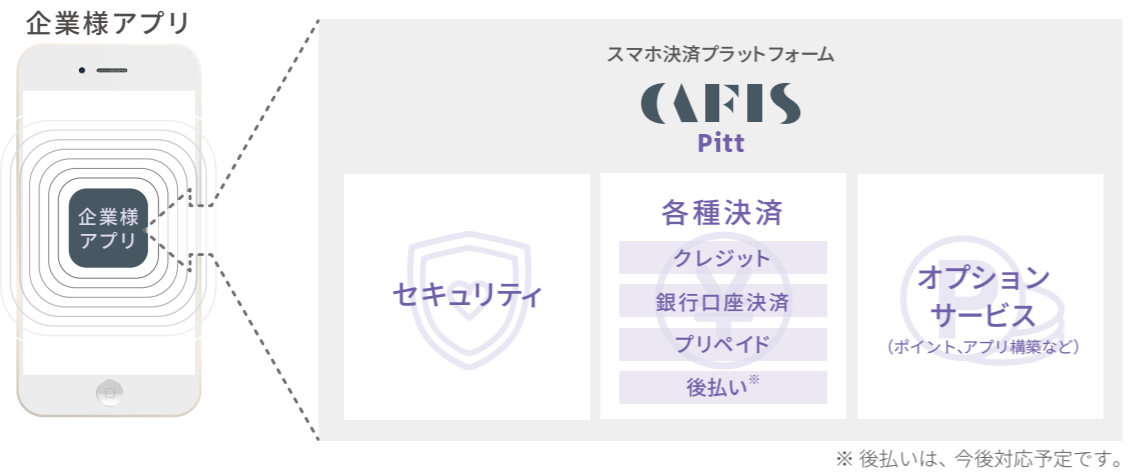 企業様アプリ
企業様
アプリ
スマホ決済プラットフォーム
CAFIS
Pitt
セキュリティ
各種決済
クレジット
銀行口座決済
プリペイド
後払い※
オプション
サービス
（ポイント、アプリ構築など）
※ 後払いは、今後対応予定です。